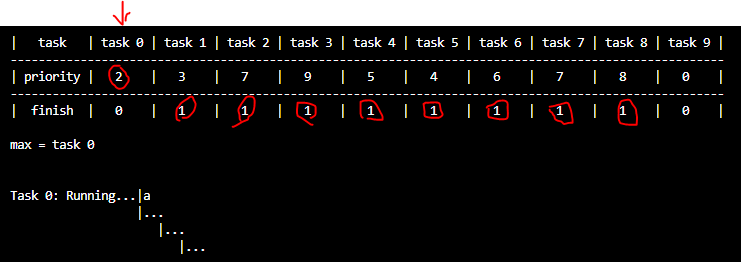 r
| task | task 0 | task 1 | task 2 | task 3 | task 4 | task 5 | task 6 | task 7 | task 8 | task 9 |
| priority | 2 | 3 | 7 | 9 | 5 | 4 | 6 | 7 | 8 | 0 |
| finish | 0 | 1 | 1 | 1 | 1 | 1 | 1 | 1 | 1 | 0 |
max = task 0
Task 0: Running...|a
|...
|...
|...